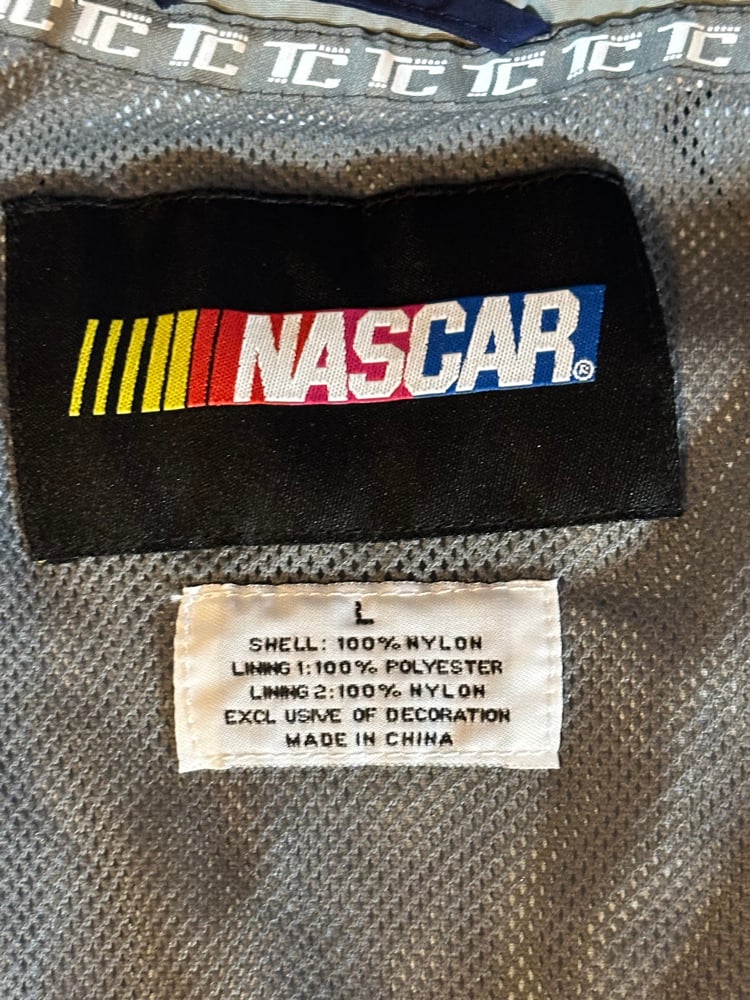 TC TC TC TC TC TC TC TC
NASCAR®
L
SHELL: 100% NYLON
LINING 1:100% POLYESTER
LINING 2:100% NYLON
EXCL USIVE OF DECORATION
MADE IN CHINA